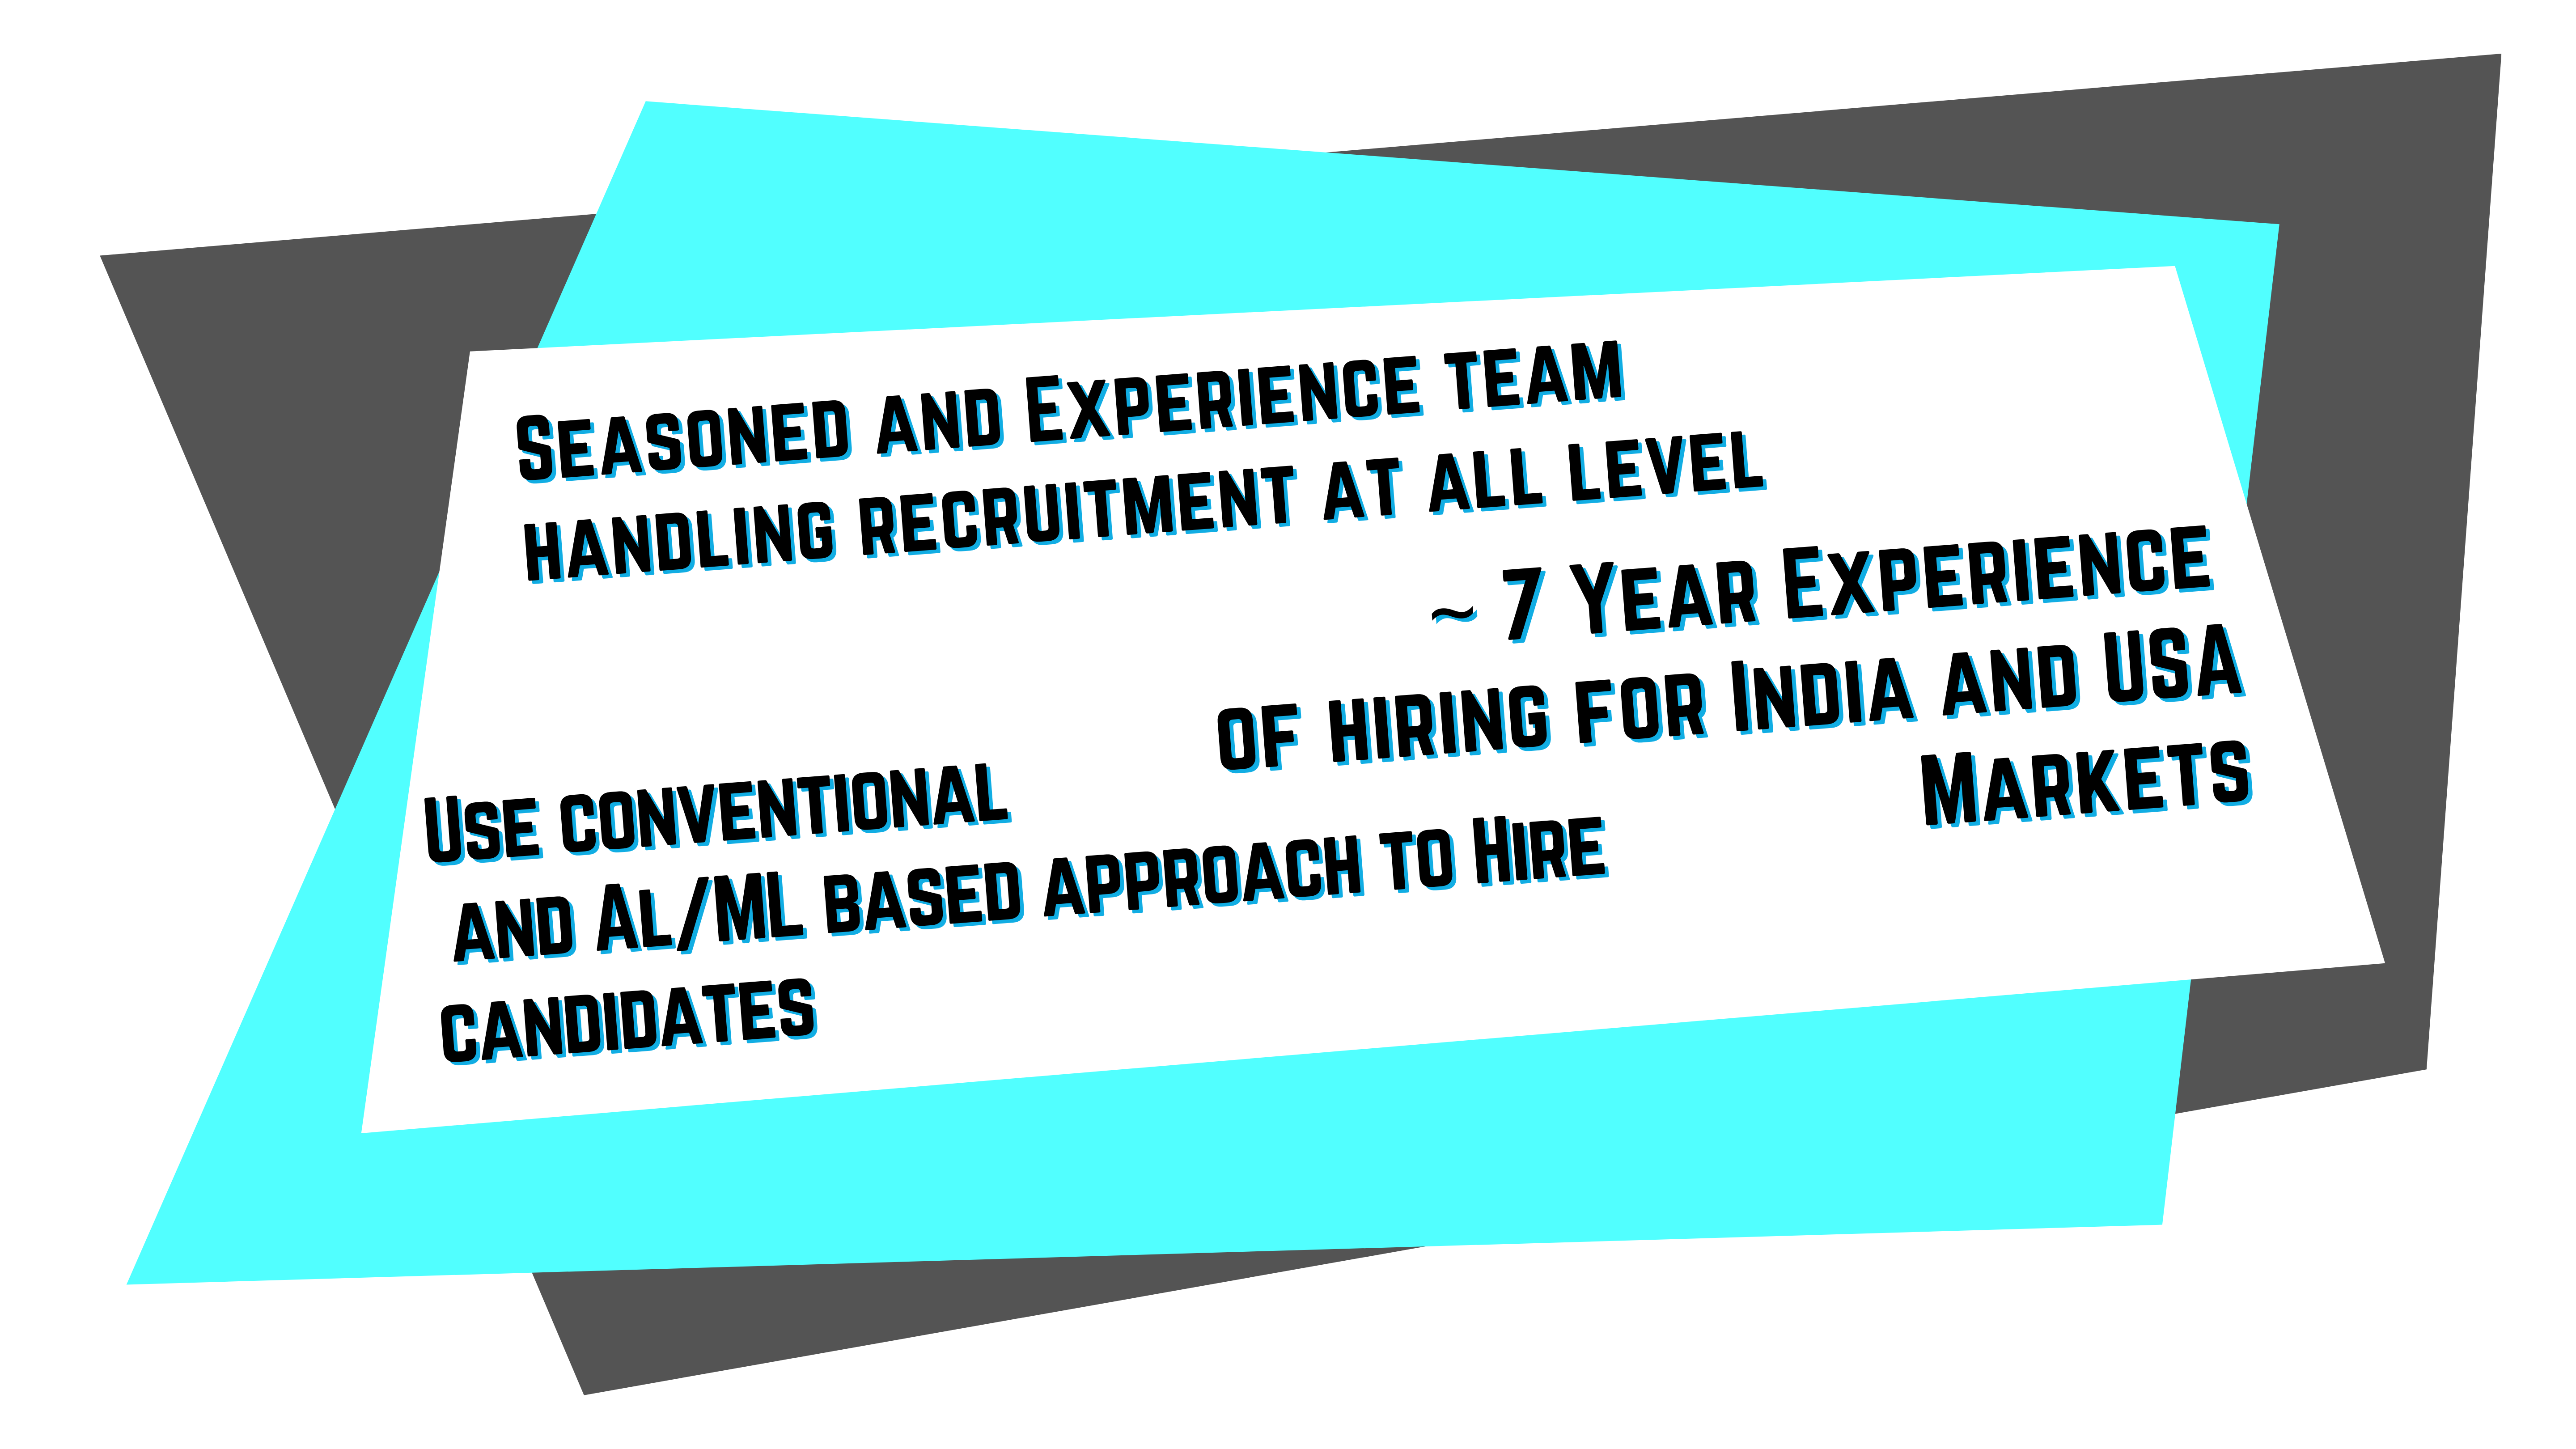 Seasoned and Experience team
handling recruitment at all level
~ 7 Year Experience
of hiring for India and USA
Markets
Use conventional
and Al/ML based approach to Hire
candidates